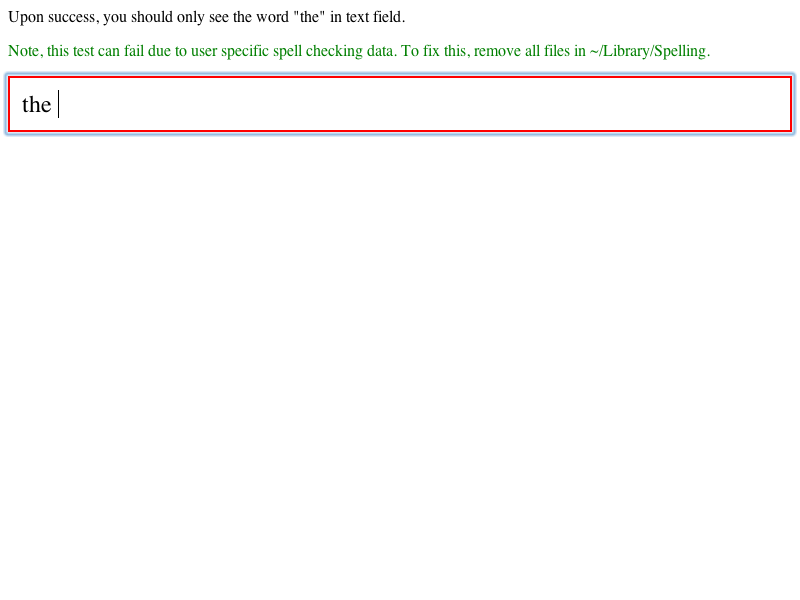 Upon success, you should only see the word "the" in text field.
Note, this test can fail due to user specific spell checking data. To fix this, remove all files in ~/Library/Spelling.
the